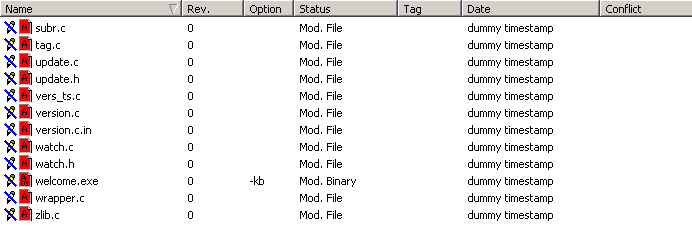 Name Rev. Option Status Tag Date Conflict
subr.c 0 Mod. File dummy timestamp
tag.c 0 Mod. File dummy timestamp
update.c 0 Mod. File dummy timestamp
update.h 0 Mod. File dummy timestamp
vers_ts.c 0 Mod. File dummy timestamp
version.c 0 Mod. File dummy timestamp
version.c.in 0 Mod. File dummy timestamp
watch.c 0 Mod. File dummy timestamp
watch.h 0 Mod. File dummy timestamp
welcome.exe 0 -kb Mod. Binary dummy timestamp
wrapper.c 0 Mod. File dummy timestamp
zlib.c 0 Mod. File dummy timestamp